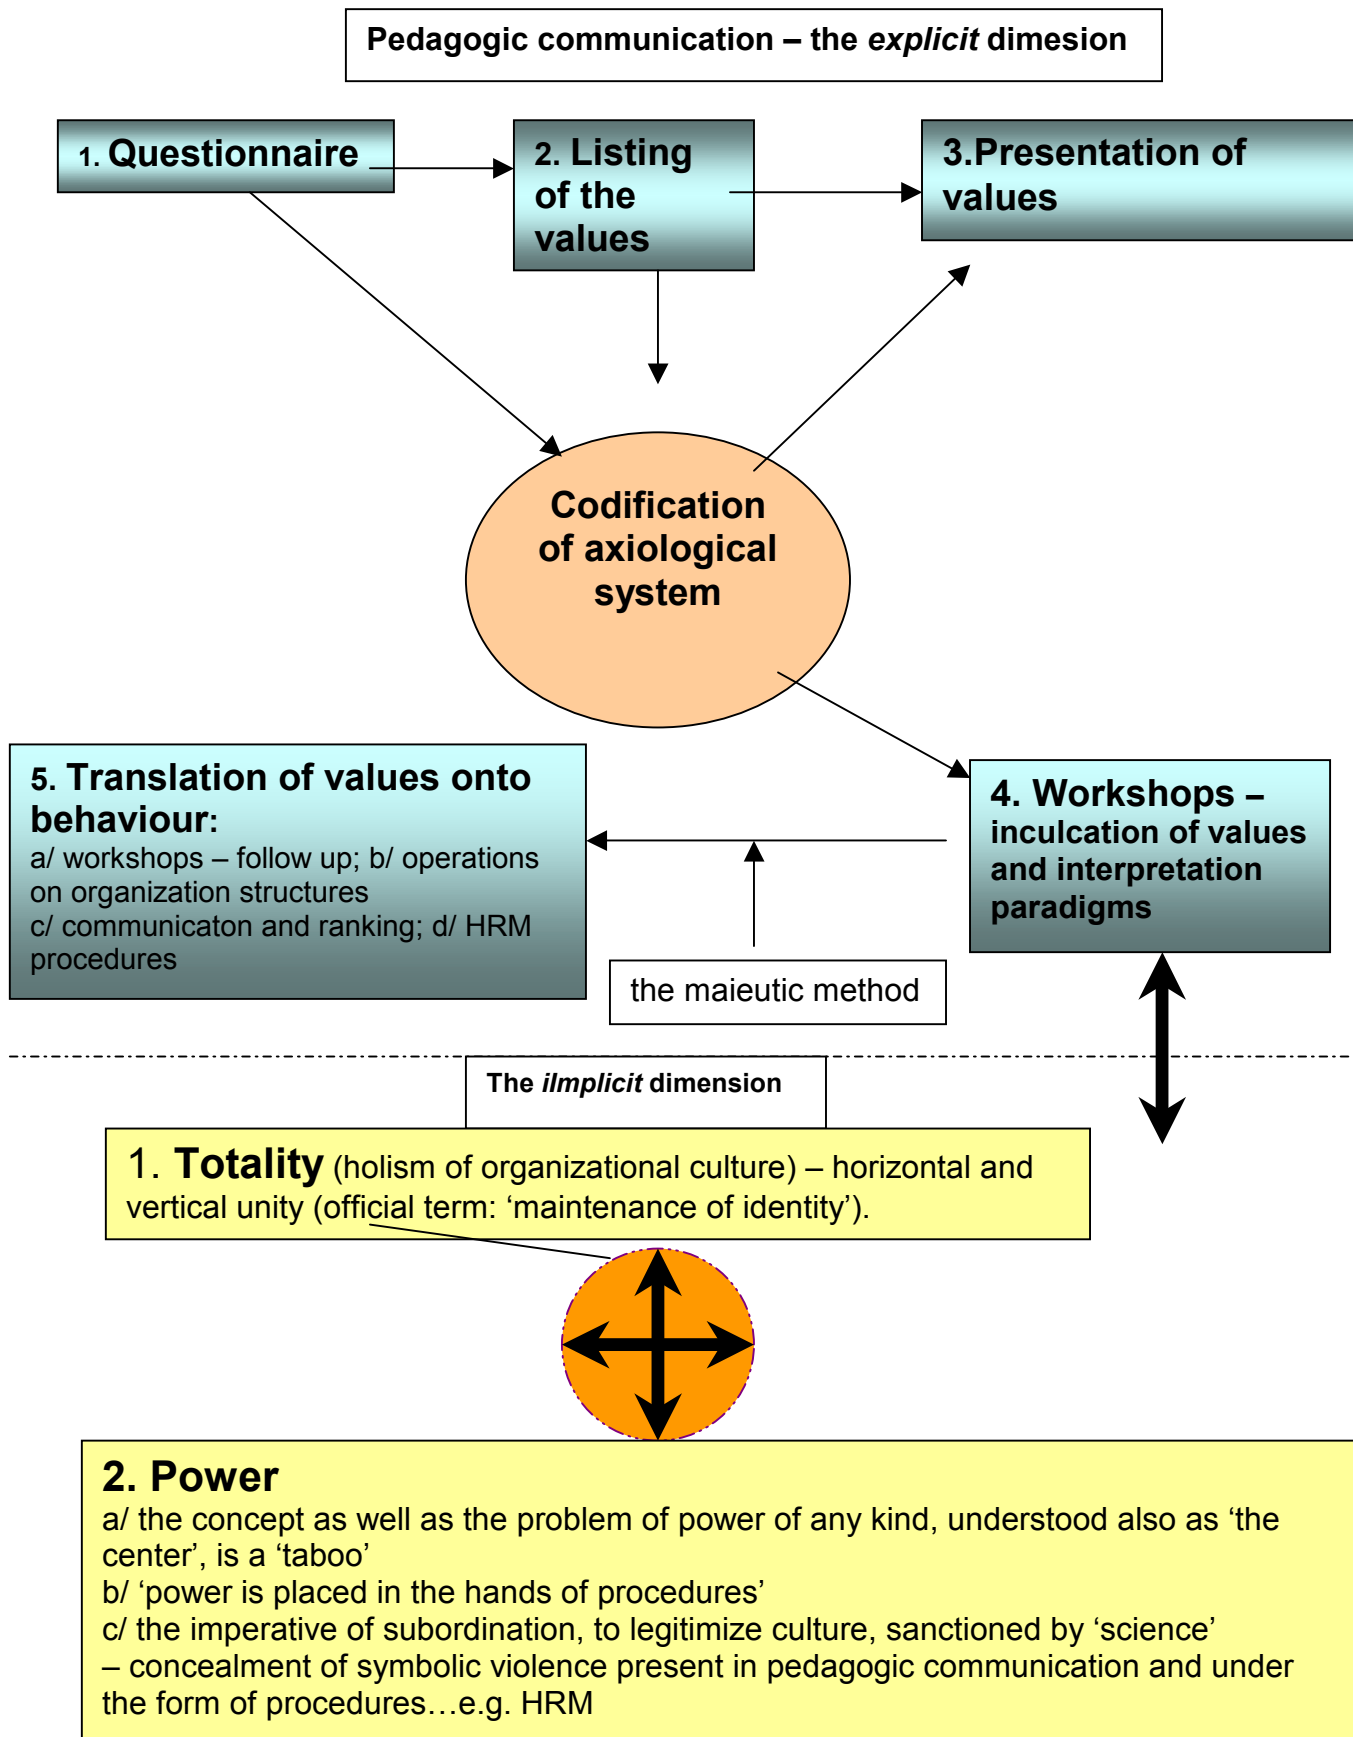 Pedagogic communication – the explicit dimesion
1. Questionnaire
2. Listing
of the
values
3.Presentation of
values
Codification
of axiological
system
5. Translation of values onto
behaviour:
a/ workshops – follow up; b/ operations
on organization structures
c/ communicaton and ranking; d/ HRM
procedures
4. Workshops –
inculcation of values
and interpretation
paradigms
the maieutic method
The ilmplicit dimension
1. Totality (holism of organizational culture) – horizontal and
vertical unity (official term: ‘maintenance of identity’).
2. Power
a/ the concept as well as the problem of power of any kind, understood also as ‘the
center’, is a ‘taboo’
b/ ‘power is placed in the hands of procedures’
c/ the imperative of subordination, to legitimize culture, sanctioned by ‘science’
– concealment of symbolic violence present in pedagogic communication and under
the form of procedures…e.g. HRM